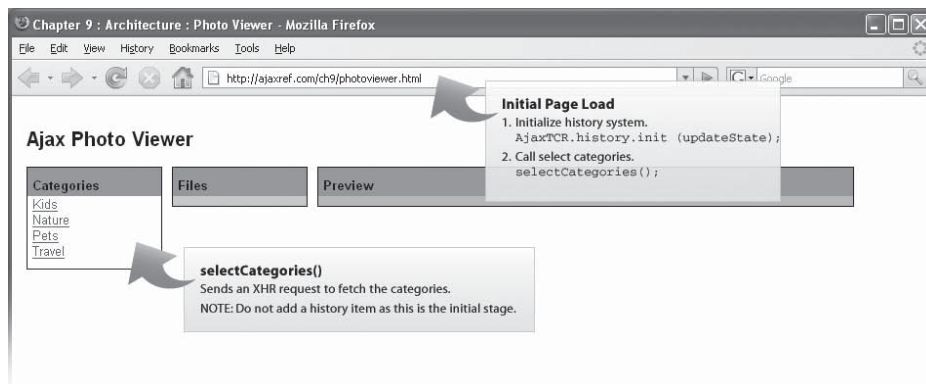 Chapter 9 : Architecture : Photo Viewer - Mozilla Firefox
File Edit View History Bookmarks Tools Help
http://ajaxref.com/ch9/photoviewer.html
G Google
Initial Page Load
1. Initialize history system.
AjaxTCR.history.init (updateState);
2. Call select categories.
selectCategories();
Ajax Photo Viewer
Categories
Files
Preview
Kids
Nature
Pets
Travel
selectCategories()
Sends an XHR request to fetch the categories.
NOTE: Do not add a history item as this is the initial stage.